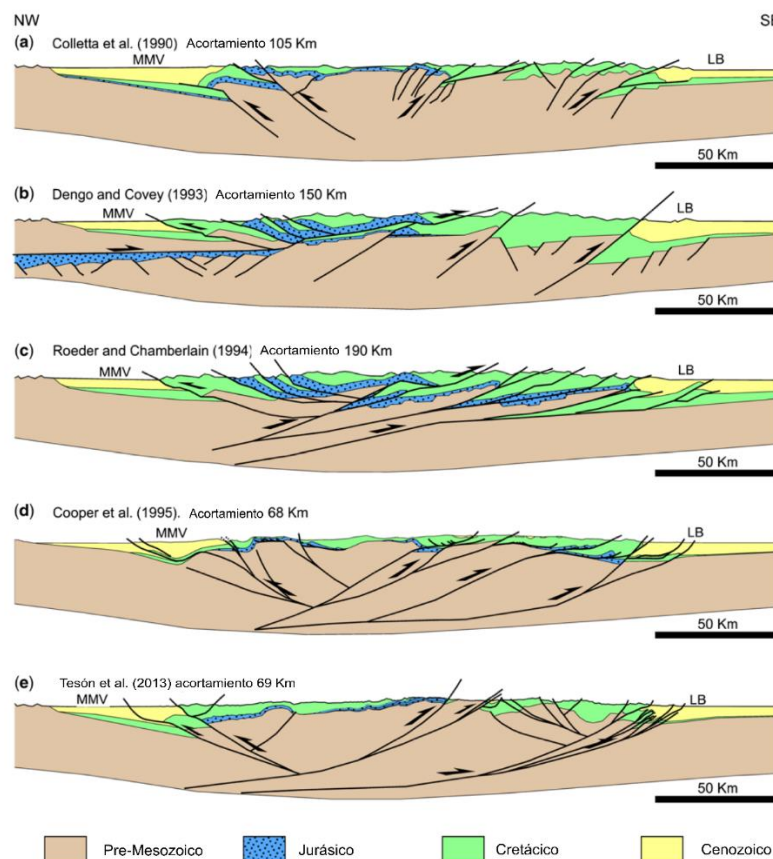 NW SE
(a) Colletta et al. (1990) Acortamiento 105 Km
MMV LB
50 Km
(b) Dengo and Covey (1993) Acortamiento 150 Km
MMV LB
50 Km
(c) Roeder and Chamberlain (1994) Acortamiento 190 Km
MMV LB
50 Km
(d) Cooper et al. (1995). Acortamiento 68 Km
MMV LB
50 Km
(e) Tesón et al. (2013) acortamiento 69 Km
MMV LB
50 Km
Pre-Mesozoico Jurásico Cretácico Cenozoico